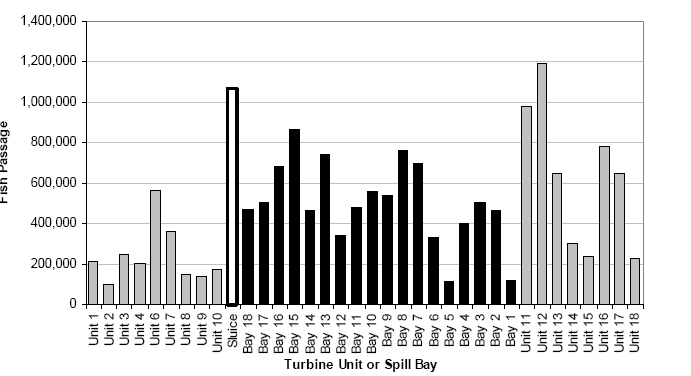 1,400,000
1,200,000
1,000,000
800,000
600,000
400,000
200,000
0
Fish Passage
Unit 1
Unit 2
Unit 3
Unit 4
Unit 6
Unit 7
Unit 8
Unit 9
Unit 10
Sluice
Bay 18
Bay 17
Bay 16
Bay 15
Bay 14
Bay 13
Bay 12
Bay 11
Bay 10
Bay 9
Bay 8
Bay 7
Bay 6
Bay 5
Bay 4
Bay 3
Bay 2
Bay 1
Unit 11
Unit 12
Unit 13
Unit 14
Unit 15
Unit 16
Unit 17
Unit 18
Turbine Unit or Spill Bay